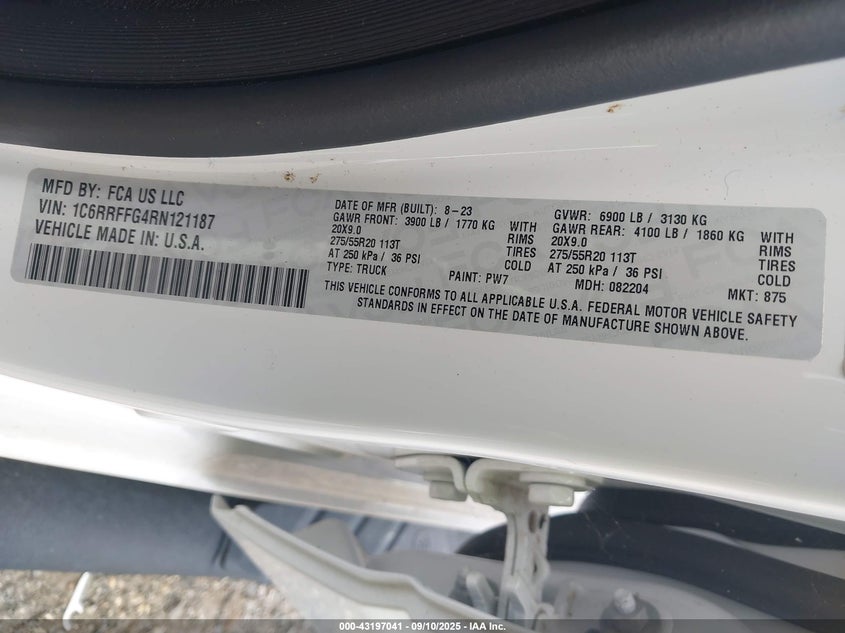 MFD BY: FCA US LLC
VIN: 1C6RRFFG4RN121187
VEHICLE MADE IN: U.S.A.
DATE OF MFR (BUILT): 8-23 GVWR: 6900 LB / 3130 KG
GAWR FRONT: 3900 LB / 1770 KG WITH GAWR REAR: 4100 LB / 1860 KG WITH
20X9.0 RIMS 20X9.0 RIMS
275/55R20 113T TIRES 275/55R20 113T TIRES
AT 250 kPa / 36 PSI COLD AT 250 kPa / 36 PSI COLD
TYPE: TRUCK PAINT: PW7 MDH: 082204 MKT: 875
THIS VEHICLE CONFORMS TO ALL APPLICABLE U.S.A. FEDERAL MOTOR VEHICLE SAFETY
STANDARDS IN EFFECT ON THE DATE OF MANUFACTURE SHOWN ABOVE.
000-43197041 - 09/10/2025 - IAA Inc.